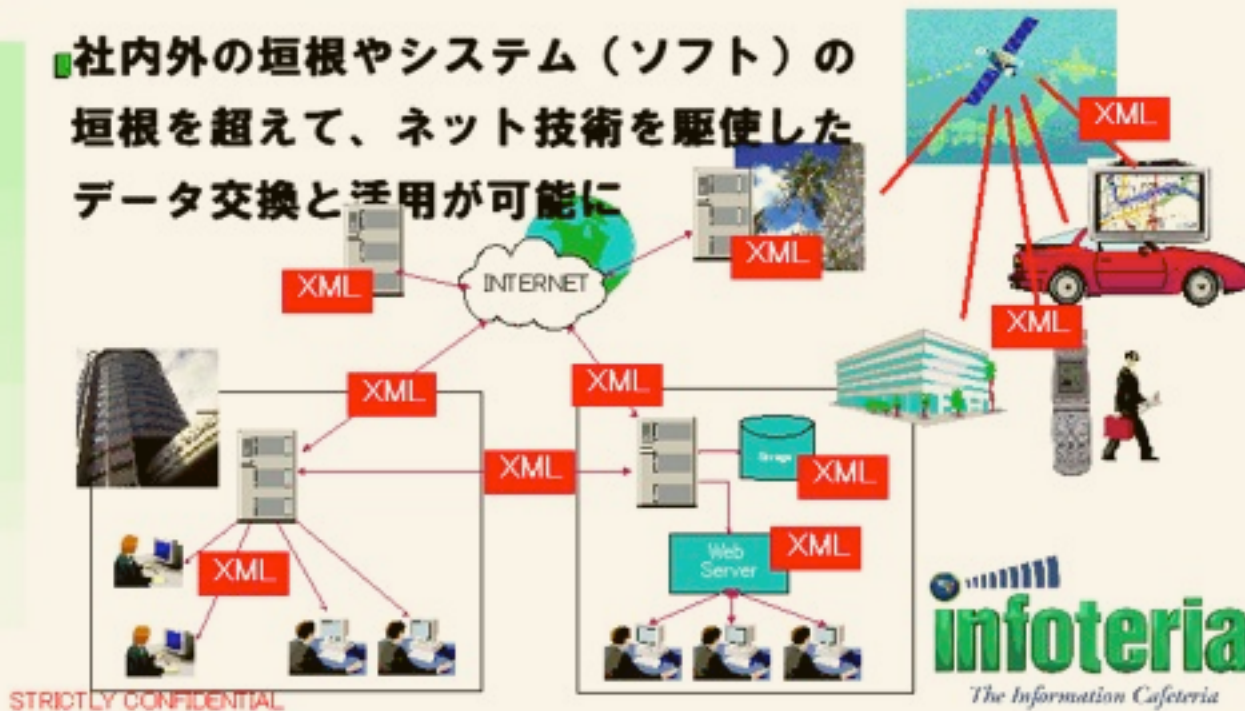 社内外の垣根やシステム（ソフト）の
垣根を超えて、ネット技術を駆使した
データ交換と活用が可能に
XML
XML
XML
INTERNET
XML
XML
XML
XML
XML
Storage
XML
Web
Server
XML
XML
infoteria
The Information Cafeteria
STRICTLY CONFIDENTIAL